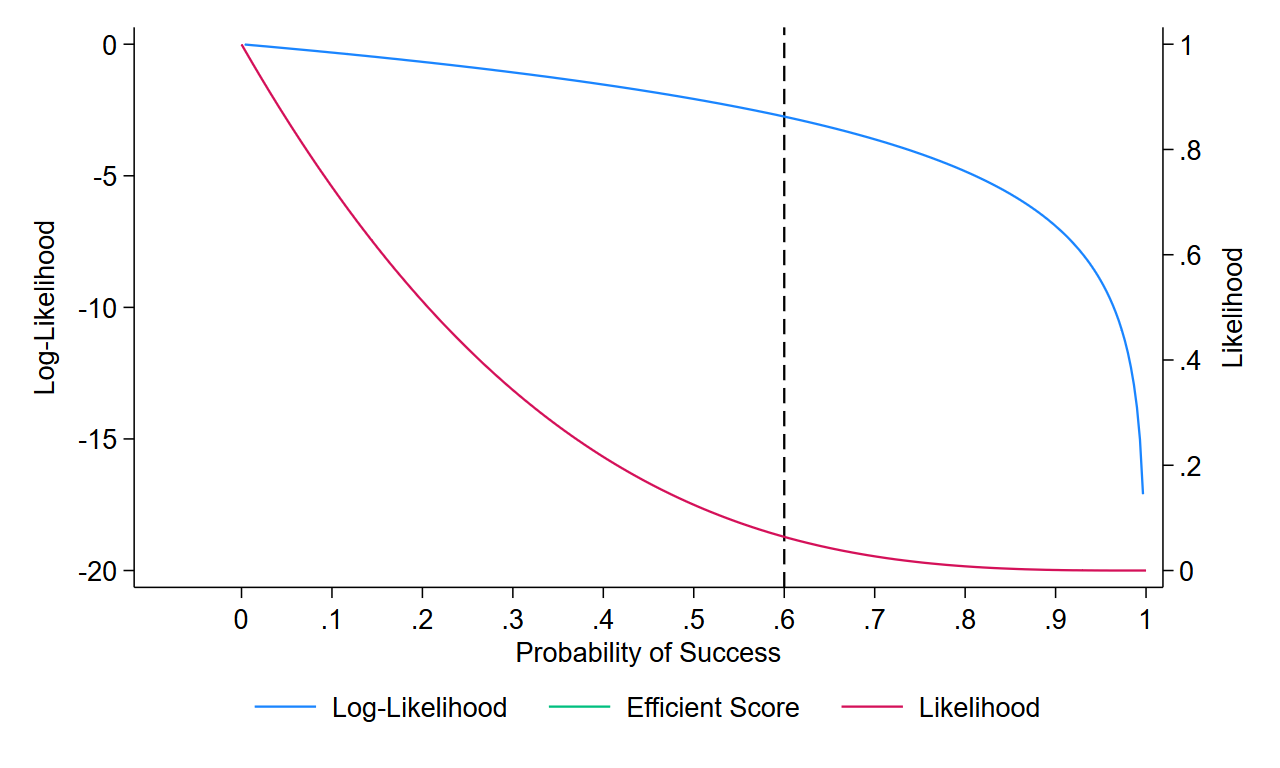 0
-5
-10
-15
-20
Log-Likelihood
1
.8
.6
.4
.2
0
Likelihood
0 .1 .2 .3 .4 .5 .6 .7 .8 .9 1
Probability of Success
Log-Likelihood Efficient Score Likelihood